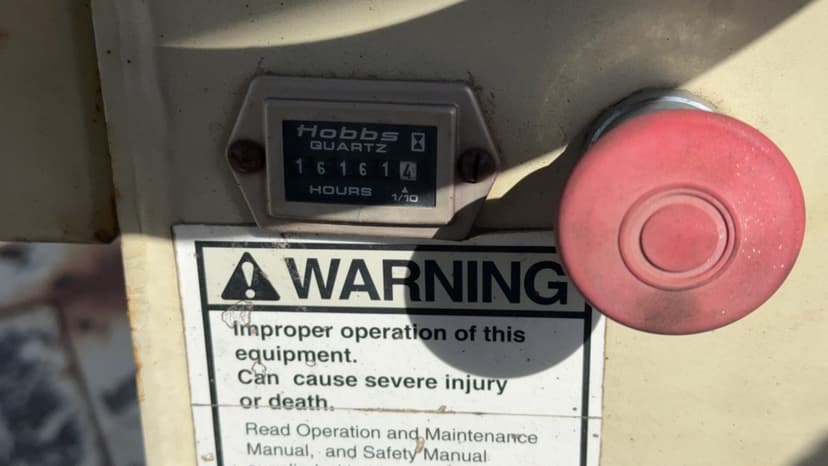 Hobbs
QUARTZ
1 6 1 6 1 4
HOURS 1/10
WARNING
Improper operation of this
equipment.
Can cause severe injury
or death.
Read Operation and Maintenance
Manual, and Safety Manual